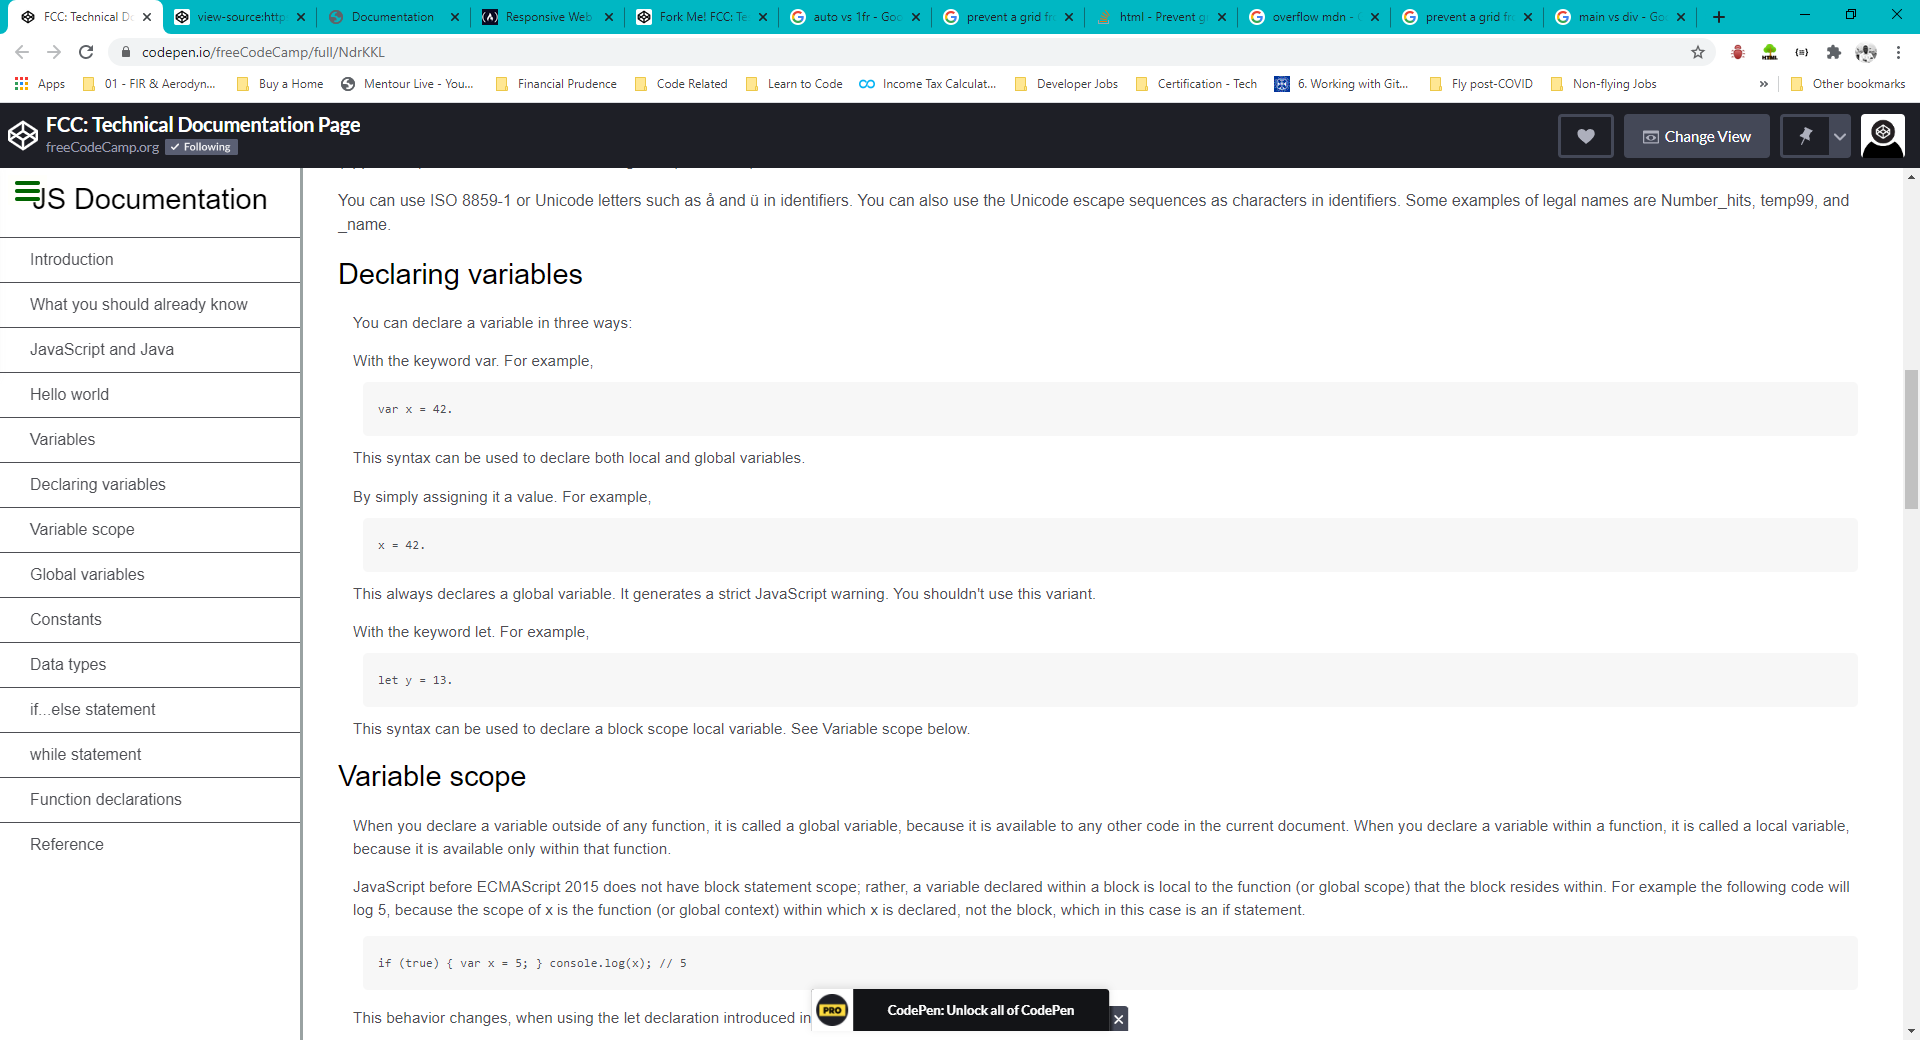 FCC: Technical Do
view-source:http
Documentation
Responsive Web
Fork Me! FCC: Te
auto vs 1fr - Goo
prevent a grid fr
html - Prevent g
overflow mdn - G
prevent a grid fr
main vs div - Go
codepen.io/freeCodeCamp/full/NdrKKL
Apps
01 - FIR & Aerodyn...
Buy a Home
Mentour Live - You...
Financial Prudence
Code Related
Learn to Code
Income Tax Calculat...
Developer Jobs
Certification - Tech
6. Working with Git...
Fly post-COVID
Non-flying Jobs
»
Other bookmarks
FCC: Technical Documentation Page
freeCodeCamp.org
✓ Following
Change View
JS Documentation
Introduction
What you should already know
JavaScript and Java
Hello world
Variables
Declaring variables
Variable scope
Global variables
Constants
Data types
if...else statement
while statement
Function declarations
Reference
You can use ISO 8859-1 or Unicode letters such as å and ü in identifiers. You can also use the Unicode escape sequences as characters in identifiers. Some examples of legal names are Number_hits, temp99, and
_name.
Declaring variables
You can declare a variable in three ways:
With the keyword var. For example,
var x = 42.
This syntax can be used to declare both local and global variables.
By simply assigning it a value. For example,
x = 42.
This always declares a global variable. It generates a strict JavaScript warning. You shouldn't use this variant.
With the keyword let. For example,
let y = 13.
This syntax can be used to declare a block scope local variable. See Variable scope below.
Variable scope
When you declare a variable outside of any function, it is called a global variable, because it is available to any other code in the current document. When you declare a variable within a function, it is called a local variable,
because it is available only within that function.
JavaScript before ECMAScript 2015 does not have block statement scope; rather, a variable declared within a block is local to the function (or global scope) that the block resides within. For example the following code will
log 5, because the scope of x is the function (or global context) within which x is declared, not the block, which in this case is an if statement.
if (true) { var x = 5; } console.log(x); // 5
This behavior changes, when using the let declaration introduced in
PRO
CodePen: Unlock all of CodePen